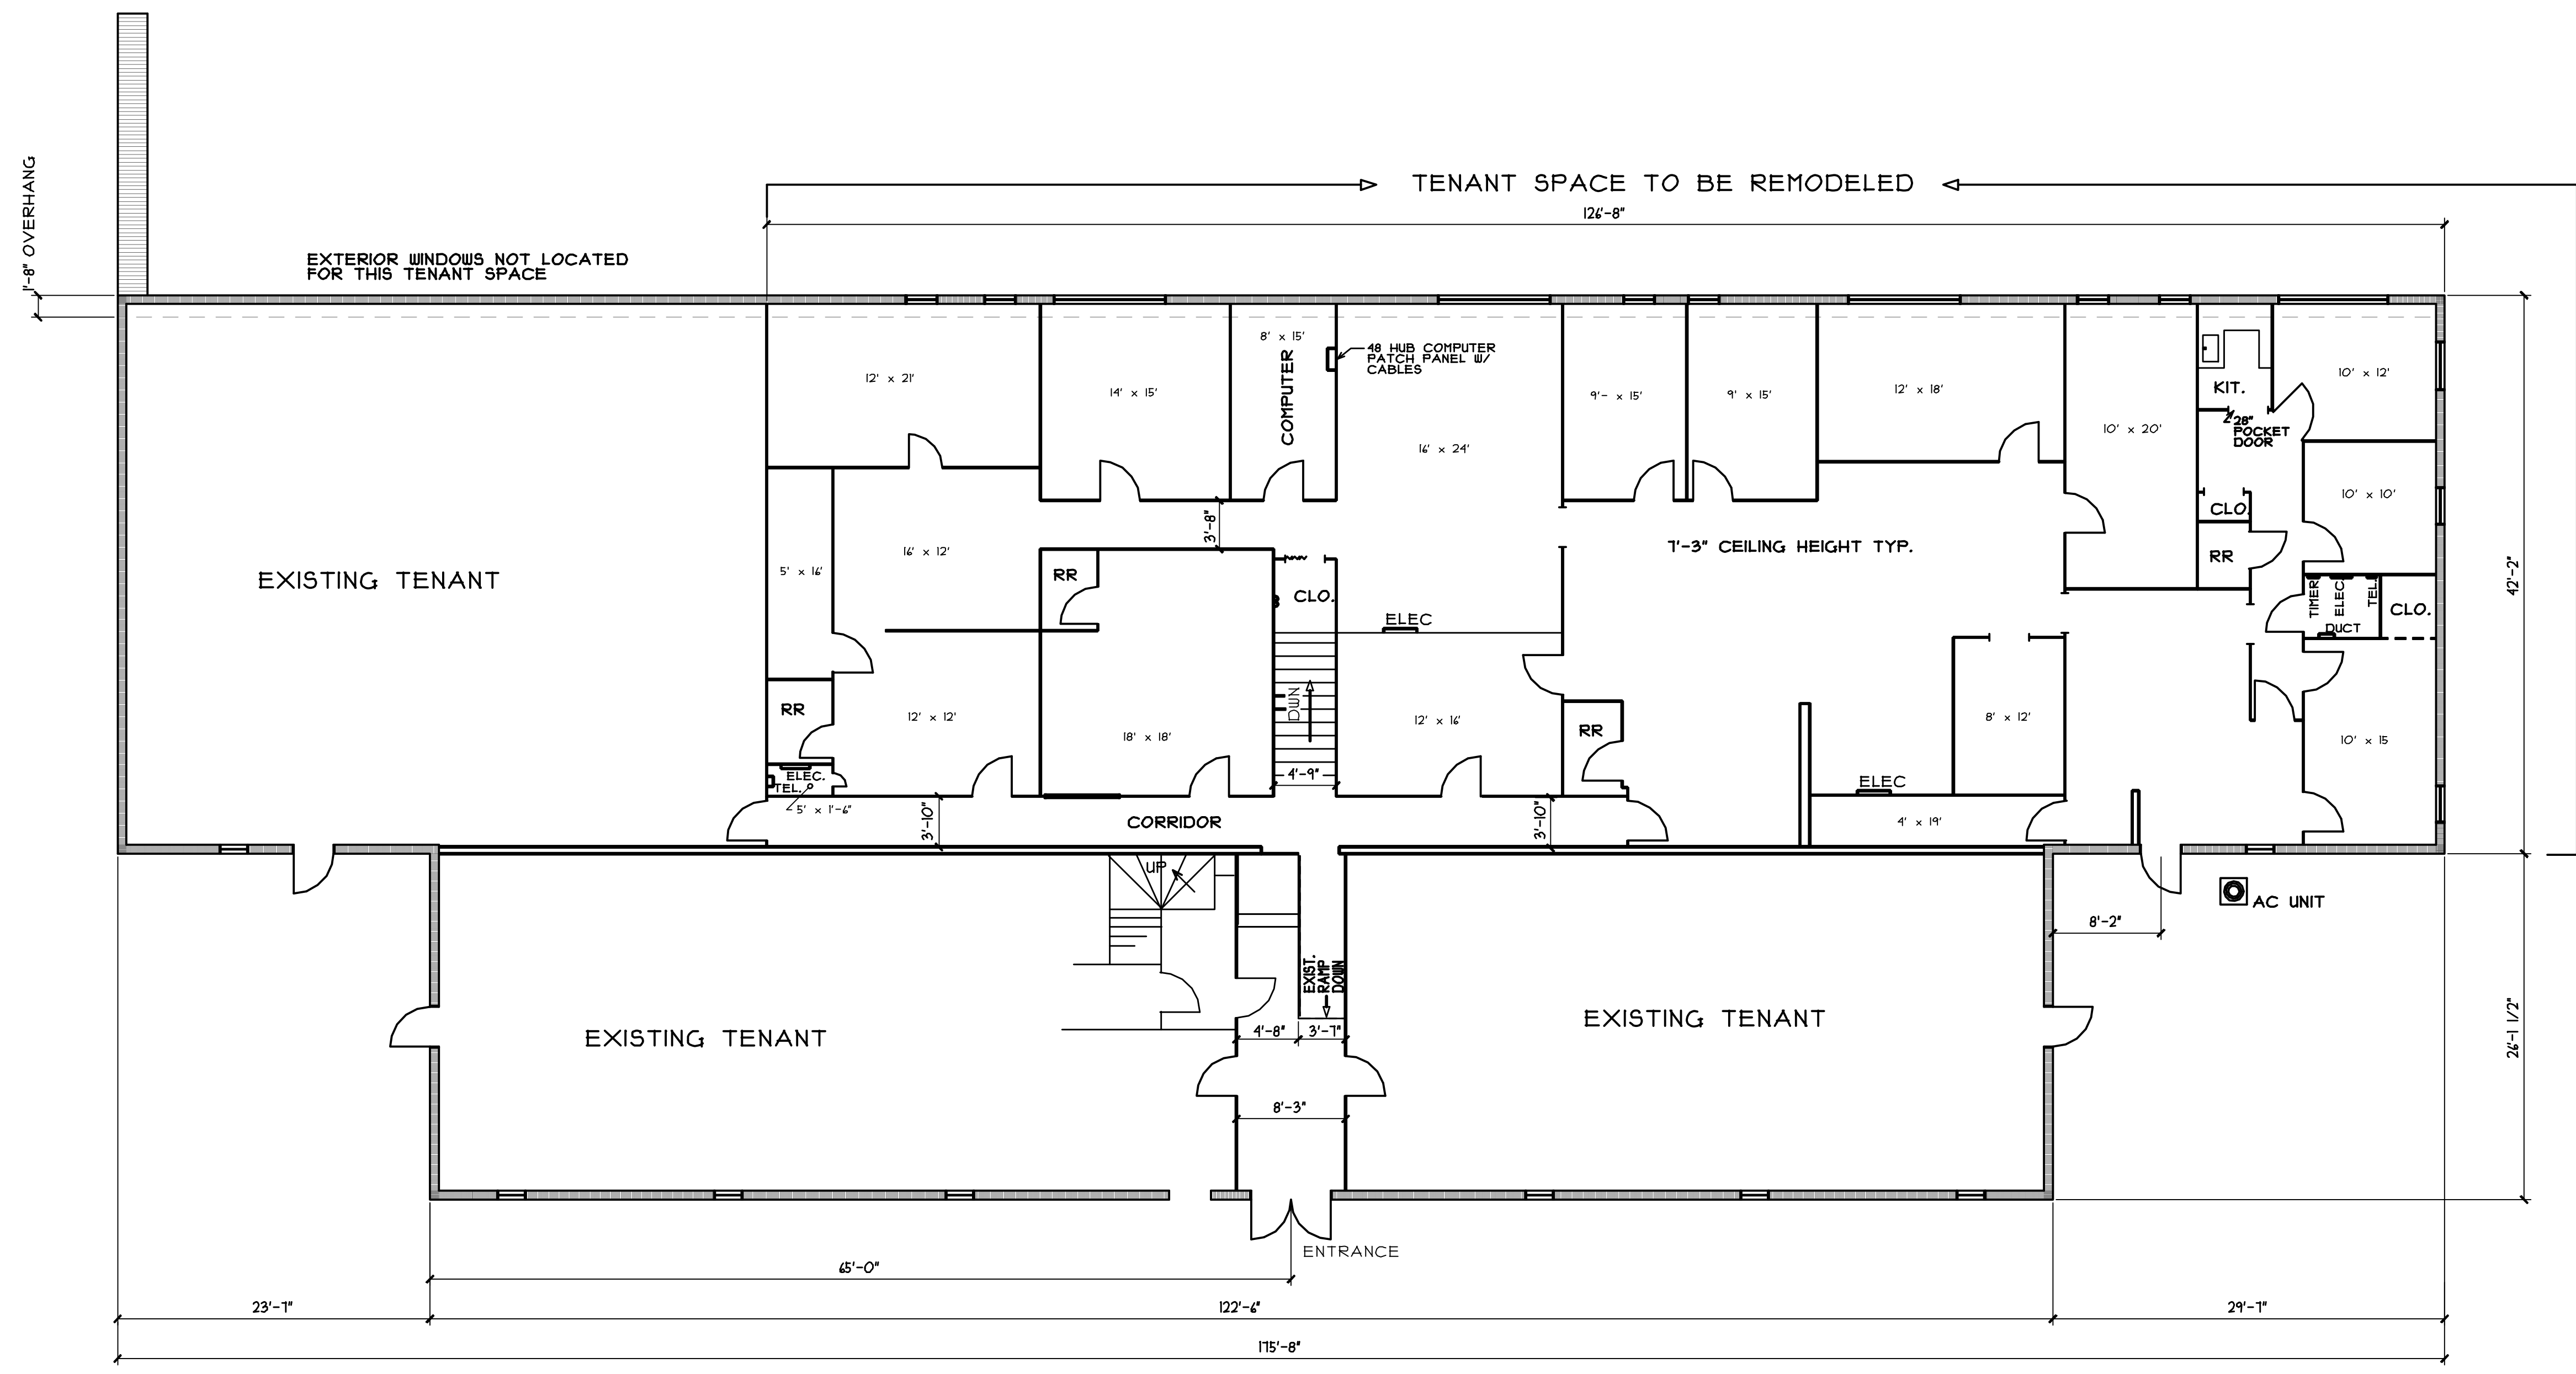 TENANT SPACE TO BE REMODELED
126'-8"
1'-8" OVERHANG
EXTERIOR WINDOWS NOT LOCATED
FOR THIS TENANT SPACE
8' x 15'
COMPUTER
48 HUB COMPUTER
PATCH PANEL W/
CABLES
12' x 21'
14' x 15'
9'- x 15'
9' x 15'
12' x 18'
KIT.
10' x 12'
28"
POCKET
DOOR
10' x 20'
16' x 24'
10' x 10'
CLO.
3'-8"
7'-3" CEILING HEIGHT TYP.
16' x 12'
RR
5' x 16'
RR
EXISTING TENANT
CLO.
TIMER
ELEC
TEL
CLO.
DUCT
42'-2"
ELEC
RR
12' x 12'
18' x 18'
DWN
12' x 16'
RR
8' x 12'
10' x 15
ELEC.
TEL.
4'-9"
ELEC
5' x 1'-6"
3'-10"
CORRIDOR
3'-10"
4' x 19'
UP
AC UNIT
8'-2"
EXIST.
RAMP
DOWN
EXISTING TENANT
4'-8"
3'-7"
EXISTING TENANT
26'-1 1/2"
8'-3"
ENTRANCE
65'-0"
23'-7"
122'-6"
29'-7"
175'-8"